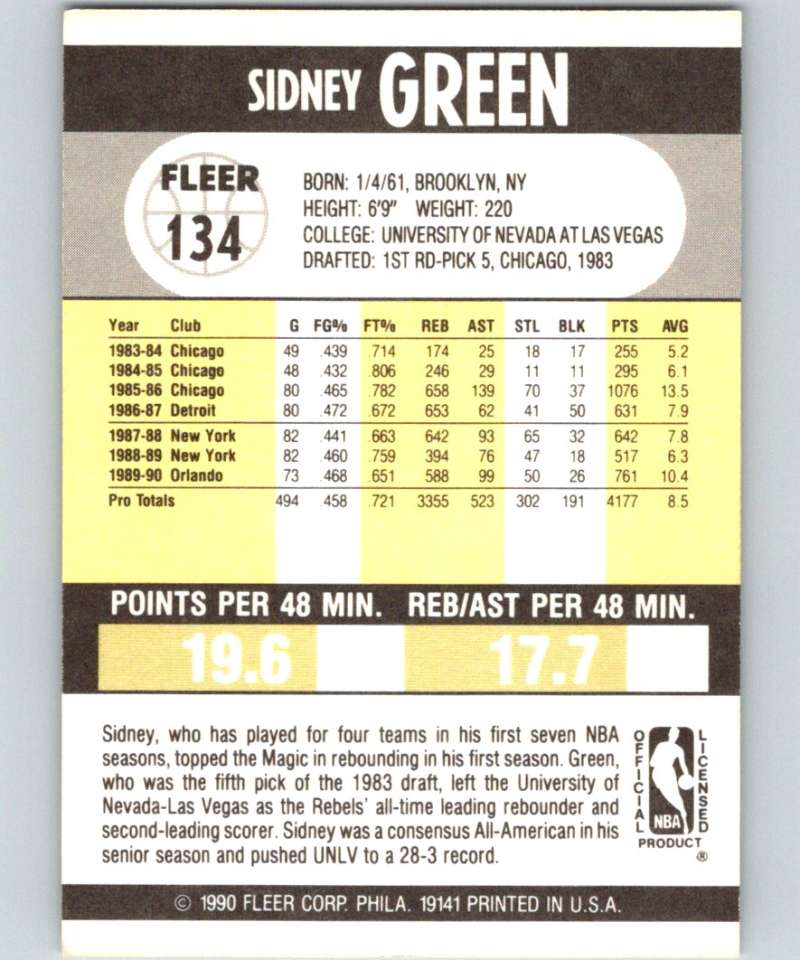 SIDNEY GREEN
FLEER
134
BORN: 1/4/61, BROOKLYN, NY
HEIGHT: 6'9" WEIGHT: 220
COLLEGE: UNIVERSITY OF NEVADA AT LAS VEGAS
DRAFTED: 1ST RD-PICK 5, CHICAGO, 1983
Year Club G FG% FT% REB AST STL BLK PTS AVG
1983-84 Chicago 49 .439 .714 174 25 18 17 255 5.2
1984-85 Chicago 48 .432 .806 246 29 11 11 295 6.1
1985-86 Chicago 80 .465 .782 658 139 70 37 1076 13.5
1986-87 Detroit 80 .472 .672 653 62 41 50 631 7.9
1987-88 New York 82 .441 .663 642 93 65 32 642 7.8
1988-89 New York 82 .460 .759 394 76 47 18 517 6.3
1989-90 Orlando 73 .468 .651 588 99 50 26 761 10.4
Pro Totals 494 .458 .721 3355 523 302 191 4177 8.5
POINTS PER 48 MIN. REB/AST PER 48 MIN.
19.6 17.7
Sidney, who has played for four teams in his first seven NBA
seasons, topped the Magic in rebounding in his first season. Green,
who was the fifth pick of the 1983 draft, left the University of
Nevada-Las Vegas as the Rebels' all-time leading rebounder and
second-leading scorer. Sidney was a consensus All-American in his
senior season and pushed UNLV to a 28-3 record.
OFFICIAL
NBA
LICENSED
PRODUCT
®
© 1990 FLEER CORP. PHILA. 19141 PRINTED IN U.S.A.